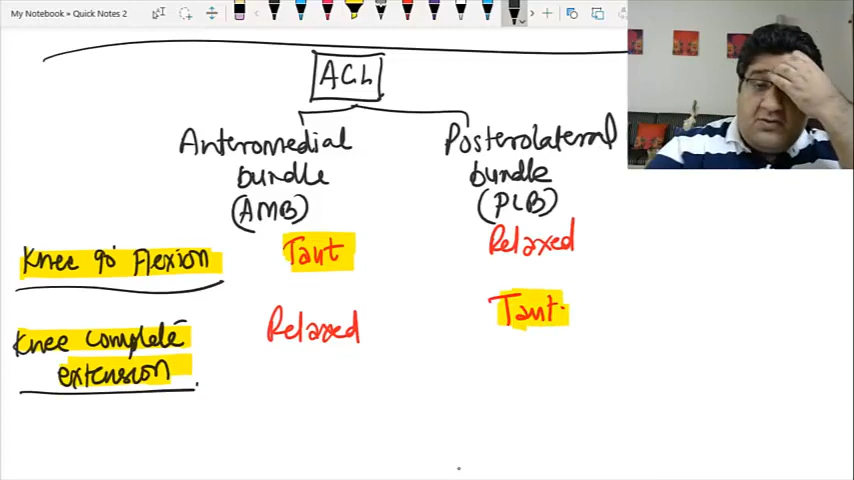 My Notebook » Quick Notes 2
ACL
Anteromedial
bundle
(AMB)
Posterolateral
bundle
(PLB)
Knee 90° Flexion
Taut
Relaxed
Knee complete
extension
Relaxed
Taut